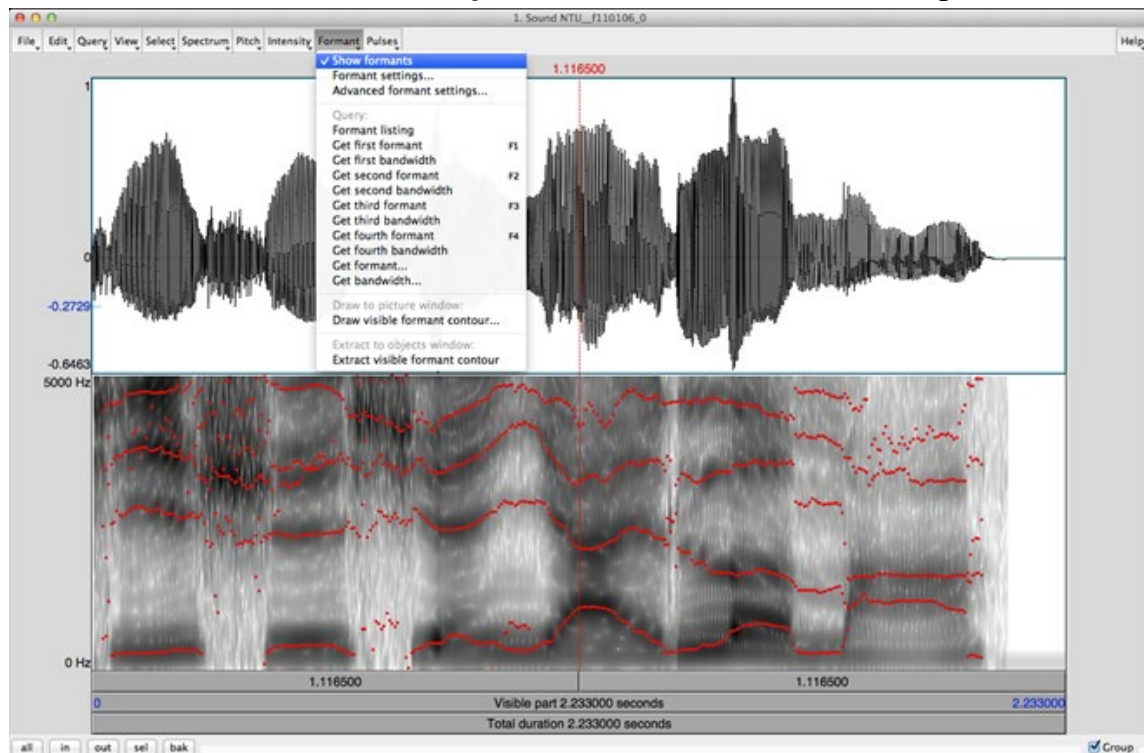 1. Sound NTU__f110106_0
File Edit Query View Select Spectrum Pitch Intensity Formant Pulses Help
✓ Show formants
Formant settings...
Advanced formant settings...
Query:
Formant listing
Get first formant F1
Get first bandwidth
Get second formant F2
Get second bandwidth
Get third formant F3
Get third bandwidth
Get fourth formant F4
Get fourth bandwidth
Get formant...
Get bandwidth...
Draw to picture window:
Draw visible formant contour...
Extract to objects window:
Extract visible formant contour
1.116500
1
0
-0.2729
-0.6463
5000 Hz
0 Hz
1.116500 1.116500
0 Visible part 2.233000 seconds 2.233000
Total duration 2.233000 seconds
all in out sel bak Group